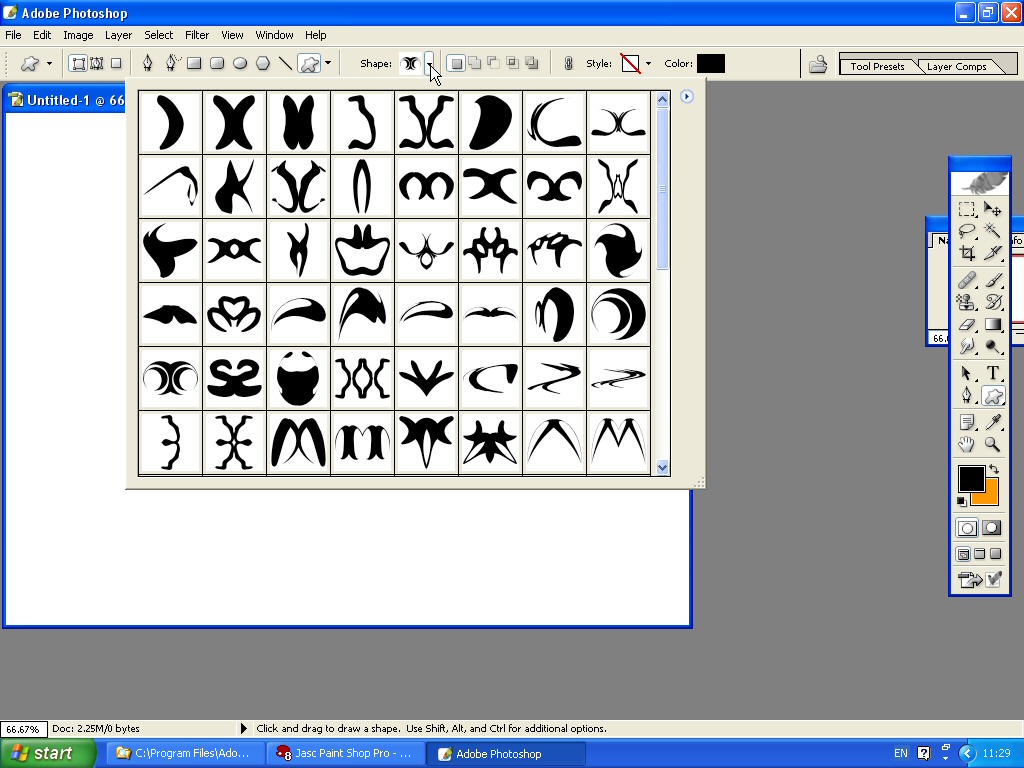 Adobe Photoshop
File Edit Image Layer Select Filter View Window Help
Shape: Style: Color: Tool Presets Layer Comps
Untitled-1 @ 66
Na
fo
66.
T
66.67% Doc: 2.25M/0 bytes Click and drag to draw a shape. Use Shift, Alt, and Ctrl for additional options.
start C:\Program Files\Ado... 8 Jasc Paint Shop Pro - ... Adobe Photoshop EN ? 11:29